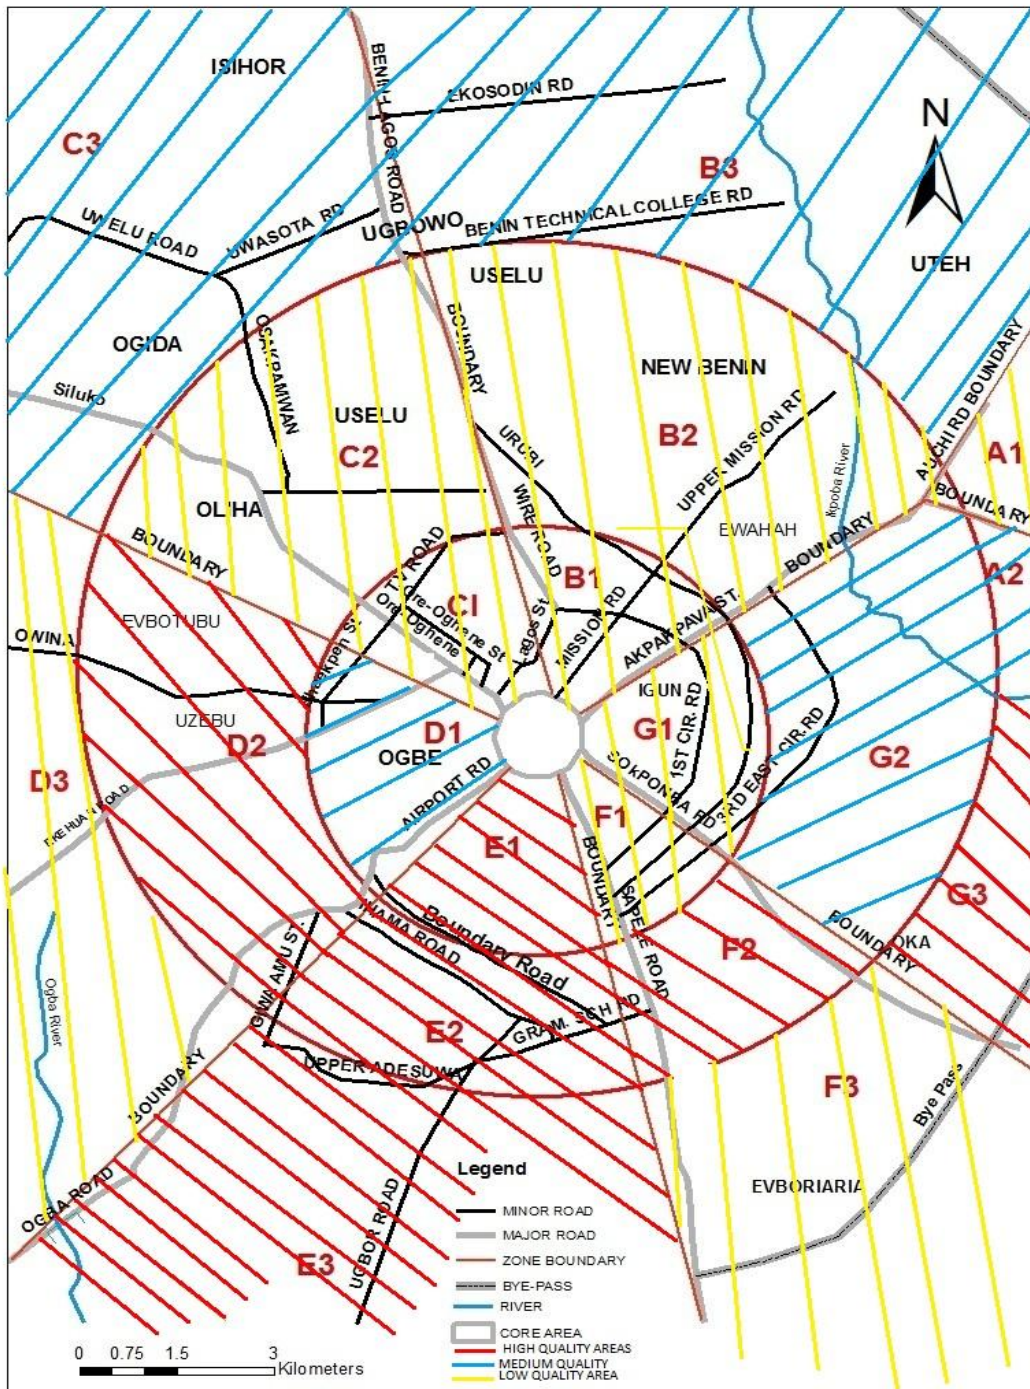 ISIHOR
BENIN-LAGOS ROAD
EKOSODIN RD
N
C3
B3
UWELU ROAD
UWASOTA RD
UGBOWO
BENIN TECHNICAL COLLEGE RD
USELU
UTEH
OGIDA
OSAKPAMWAN
BOUNDARY
NEW BENIN
AUCHI RD BOUNDARY
Siluko
USELU
C2
URUBI
B2
UPPER MISSION RD
A1
Ikpoba River
BOUNDARY
OL'HA
WIRE ROAD
EWAHAH
BOUNDARY
BOUNDARY
TV ROAD
B1
A2
EVBOTUBU
CI
Ore-Oghene St
Ore-Oghene
MISSION RD
AKPAKPAVA ST.
OWINA
IGUN
UZEBU
D2
D1
G1
1ST CIR. RD
OGBE
G2
D3
AIRPORT RD
SOKPONBA RD
3RD EAST CIR. RD
F1
E1
BOUNDARY
G3
SAPELE ROAD
IHAMA ROAD
Boundary Road
F2
BOUNDARY
OKA
GIWA AMU ST.
Ogba River
E2
GRAM. SCH RD
UPPER ADESUWA
BOUNDARY
F3
Bye Pass
OGBA ROAD
EVBORIARIA
E3
UGBOR ROAD
Legend
MINOR ROAD
MAJOR ROAD
ZONE BOUNDARY
BYE-PASS
RIVER
CORE AREA
HIGH QUALITY AREAS
MEDIUM QUALITY
LOW QUALITY AREA
0 0.75 1.5 3
Kilometers